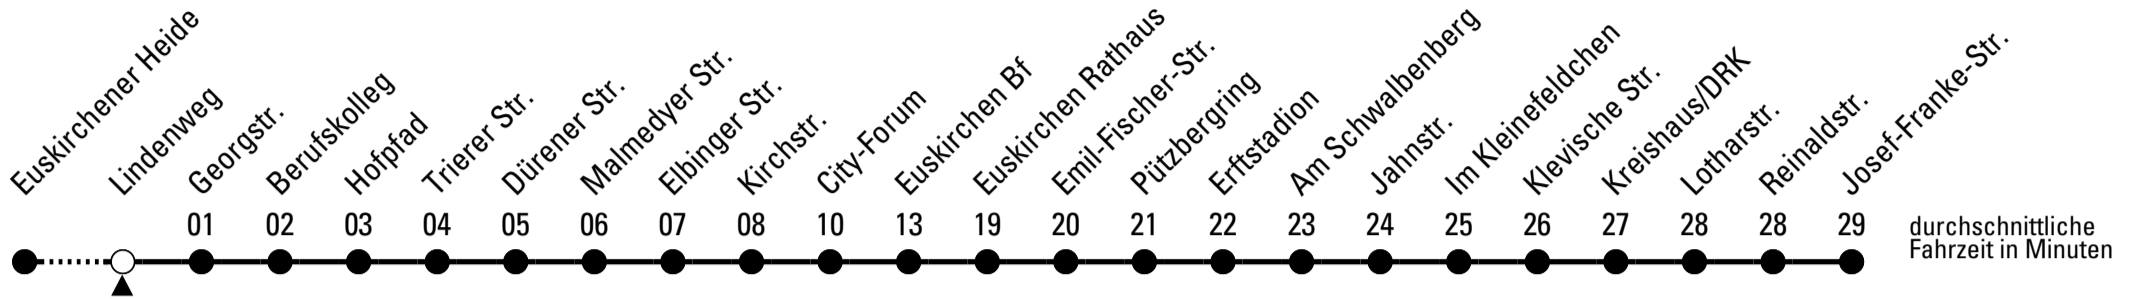 Euskirchener Heide
Lindenweg
Georgstr.
Berufskolleg
Hofpfad
Trierer Str.
Dürener Str.
Malmedyer Str.
Elbinger Str.
Kirchstr.
City-Forum
Euskirchen Bf
Euskirchen Rathaus
Emil-Fischer-Str.
Pützbergring
Erftstadion
Am Schwalbenberg
Jahnstr.
Im Kleinefeldchen
Klevische Str.
Kreishaus/DRK
Lotharstr.
Reinaldstr.
Josef-Franke-Str.
01 02 03 04 05 06 07 08 10 13 19 20 21 22 23 24 25 26 27 28 28 29
durchschnittliche
Fahrzeit in Minuten